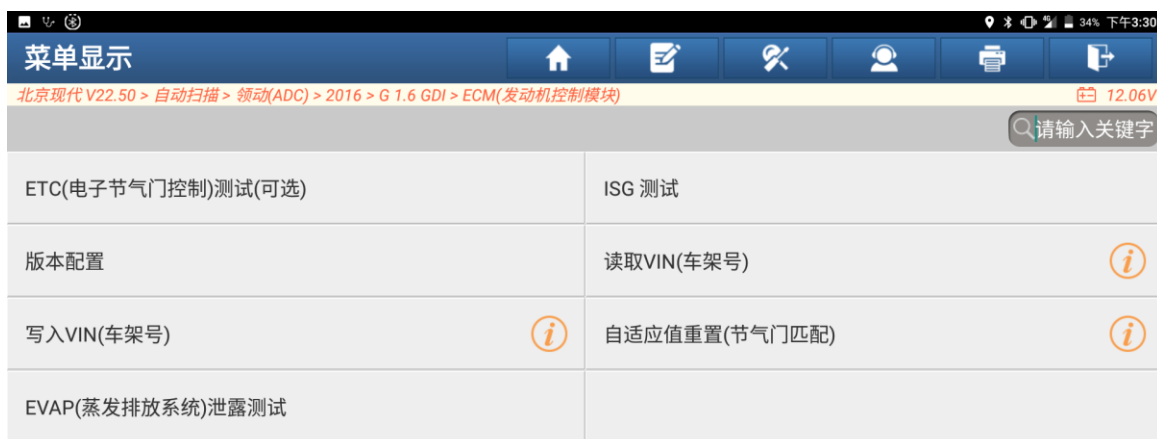 34% 下午3:30
菜单显示
北京现代 V22.50 > 自动扫描 > 领动(ADC) > 2016 > G 1.6 GDI > ECM(发动机控制模块) 12.06V
请输入关键字
ETC(电子节气门控制)测试(可选) ISG 测试
版本配置 读取VIN(车架号)
写入VIN(车架号) 自适应值重置(节气门匹配)
EVAP(蒸发排放系统)泄露测试